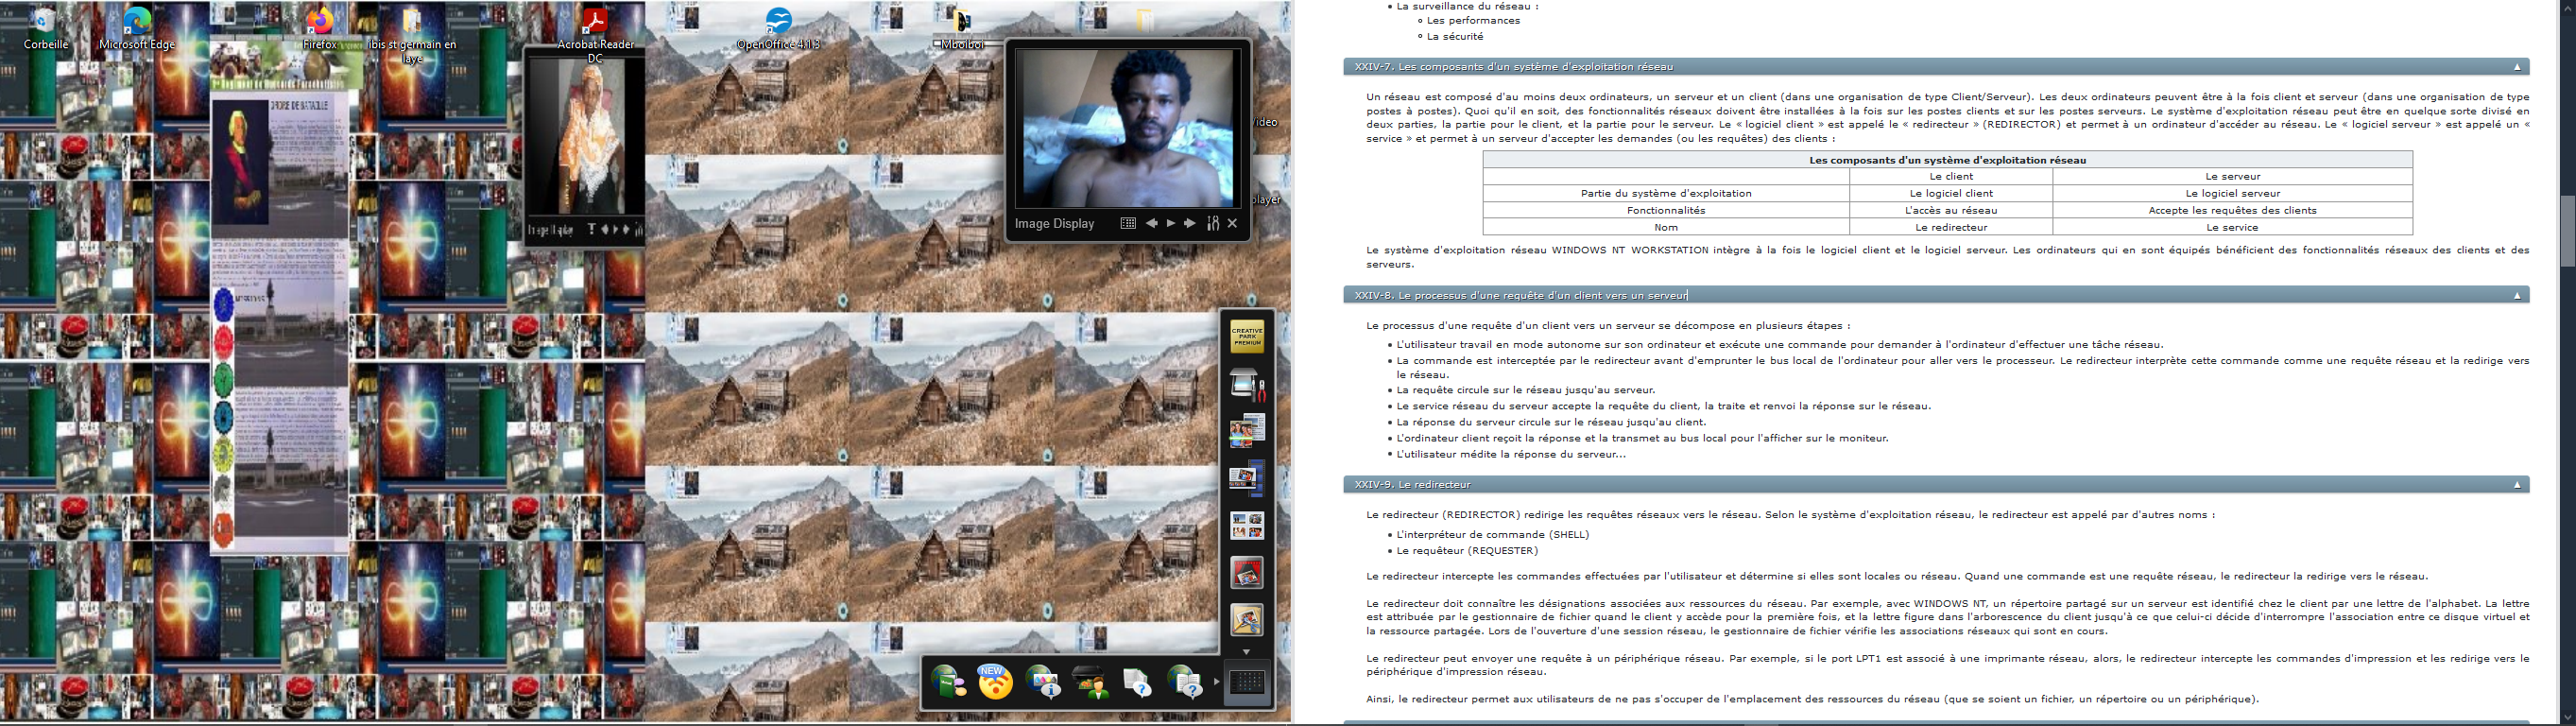 Corbeille
Microsoft Edge
Firefox
ibis st germain en
laye
Acrobat Reader
DC
OpenOffice 4.1.3
Mboiboi
ORDRE DE BATAILLE
MISSIONS
Image Display
Image Display
Video
player
CREATIVE
PARK
PREMIUM
NEW
La surveillance du réseau :
Les performances
La sécurité
XXIV-7. Les composants d'un système d'exploitation réseau
Un réseau est composé d'au moins deux ordinateurs, un serveur et un client (dans une organisation de type Client/Serveur). Les deux ordinateurs peuvent être à la fois client et serveur (dans une organisation de type
postes à postes). Quoi qu'il en soit, des fonctionnalités réseaux doivent être installées à la fois sur les postes clients et sur les postes serveurs. Le système d'exploitation réseau peut être en quelque sorte divisé en
deux parties, la partie pour le client, et la partie pour le serveur. Le « logiciel client » est appelé le « redirecteur » (REDIRECTOR) et permet à un ordinateur d'accéder au réseau. Le « logiciel serveur » est appelé un «
service » et permet à un serveur d'accepter les demandes (ou les requêtes) des clients :
Les composants d'un système d'exploitation réseau
Le client Le serveur
Partie du système d'exploitation Le logiciel client Le logiciel serveur
Fonctionnalités L'accès au réseau Accepte les requêtes des clients
Nom Le redirecteur Le service
Le système d'exploitation réseau WINDOWS NT WORKSTATION intègre à la fois le logiciel client et le logiciel serveur. Les ordinateurs qui en sont équipés bénéficient des fonctionnalités réseaux des clients et des
serveurs.
XXIV-8. Le processus d'une requête d'un client vers un serveur
Le processus d'une requête d'un client vers un serveur se décompose en plusieurs étapes :
L'utilisateur travail en mode autonome sur son ordinateur et exécute une commande pour demander à l'ordinateur d'effectuer une tâche réseau.
La commande est interceptée par le redirecteur avant d'emprunter le bus local de l'ordinateur pour aller vers le processeur. Le redirecteur interprète cette commande comme une requête réseau et la redirige vers
le réseau.
La requête circule sur le réseau jusqu'au serveur.
Le service réseau du serveur accepte la requête du client, la traite et renvoi la réponse sur le réseau.
La réponse du serveur circule sur le réseau jusqu'au client.
L'ordinateur client reçoit la réponse et la transmet au bus local pour l'afficher sur le moniteur.
L'utilisateur médite la réponse du serveur...
XXIV-9. Le redirecteur
Le redirecteur (REDIRECTOR) redirige les requêtes réseaux vers le réseau. Selon le système d'exploitation réseau, le redirecteur est appelé par d'autres noms :
L'interpréteur de commande (SHELL)
Le requêteur (REQUESTER)
Le redirecteur intercepte les commandes effectuées par l'utilisateur et détermine si elles sont locales ou réseau. Quand une commande est une requête réseau, le redirecteur la redirige vers le réseau.
Le redirecteur doit connaître les désignations associées aux ressources du réseau. Par exemple, avec WINDOWS NT, un répertoire partagé sur un serveur est identifié chez le client par une lettre de l'alphabet. La lettre
est attribuée par le gestionnaire de fichier quand le client y accède pour la première fois, et la lettre figure dans l'arborescence du client jusqu'à ce que celui-ci décide d'interrompre l'association entre ce disque virtuel et
la ressource partagée. Lors de l'ouverture d'une session réseau, le gestionnaire de fichier vérifie les associations réseaux qui sont en cours.
Le redirecteur peut envoyer une requête à un périphérique réseau. Par exemple, si le port LPT1 est associé à une imprimante réseau, alors, le redirecteur intercepte les commandes d'impression et les redirige vers le
périphérique d'impression réseau.
Ainsi, le redirecteur permet aux utilisateurs de ne pas s'occuper de l'emplacement des ressources du réseau (que se soient un fichier, un répertoire ou un périphérique).